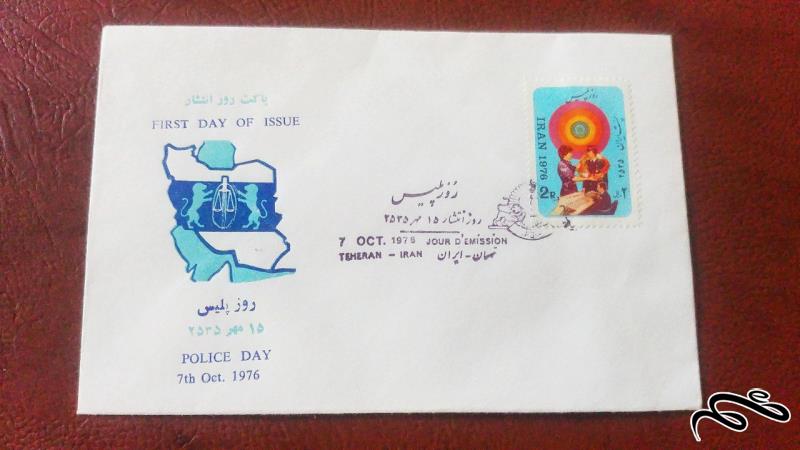 پاکت روز انتشار
FIRST DAY OF ISSUE
روز پلیس
۱۵ مهر ۲۵۳۵
POLICE DAY
7th Oct. 1976
روز پلیس
روز انتشار ۱۵ مهر ۲۵۳۵
7 OCT. 1976 JOUR D'EMISSION
TEHERAN - IRAN تهران - ایران
روز پلیس
IRAN 1976
2R
۲